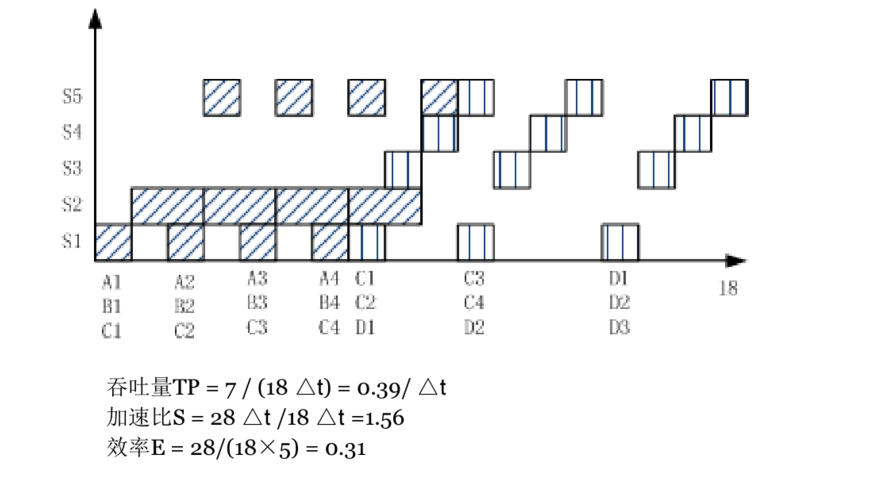 S5
S4
S3
S2
S1
A1 A2 A3 A4 C1 C3 D1 18
B1 B2 B3 B4 C2 C4 D2
C1 C2 C3 C4 D1 D2 D3
吞吐量TP = 7 / (18 △t) = 0.39/ △t
加速比S = 28 △t /18 △t =1.56
效率E = 28/(18×5) = 0.31